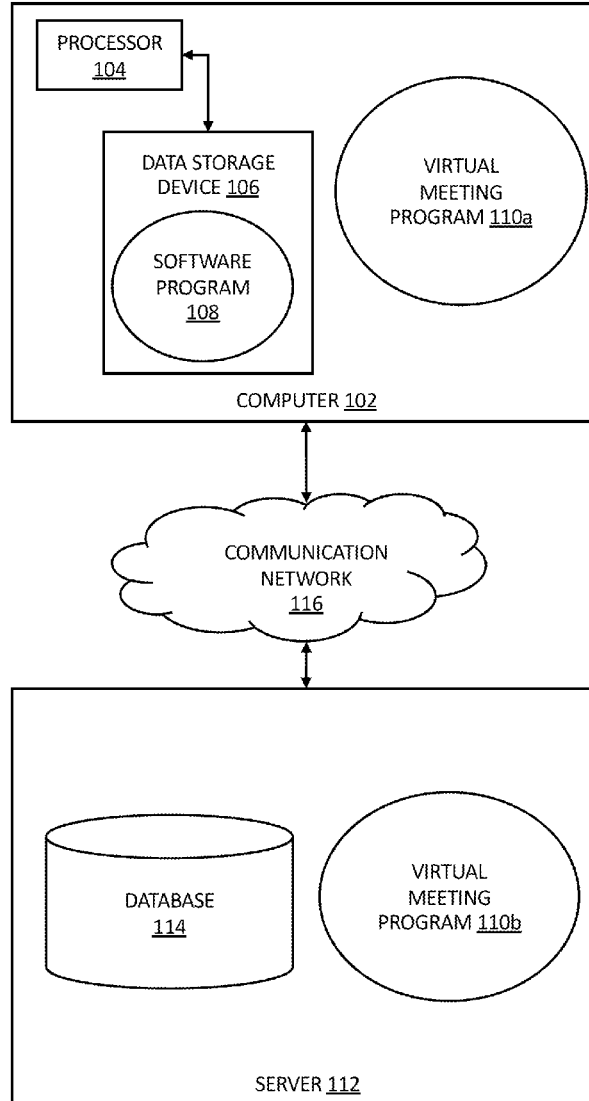 PROCESSOR
104
DATA STORAGE
DEVICE 106
SOFTWARE
PROGRAM
108
VIRTUAL
MEETING
PROGRAM 110a
COMPUTER 102
COMMUNICATION
NETWORK
116
DATABASE
114
VIRTUAL
MEETING
PROGRAM 110b
SERVER 112